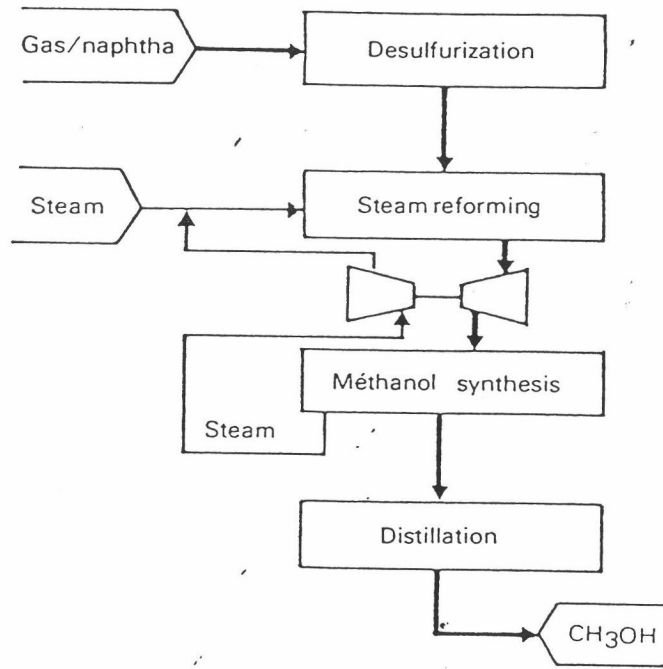 Gas/naphtha
Desulfurization
Steam
Steam reforming
Méthanol synthesis
Steam
Distillation
CH₃OH